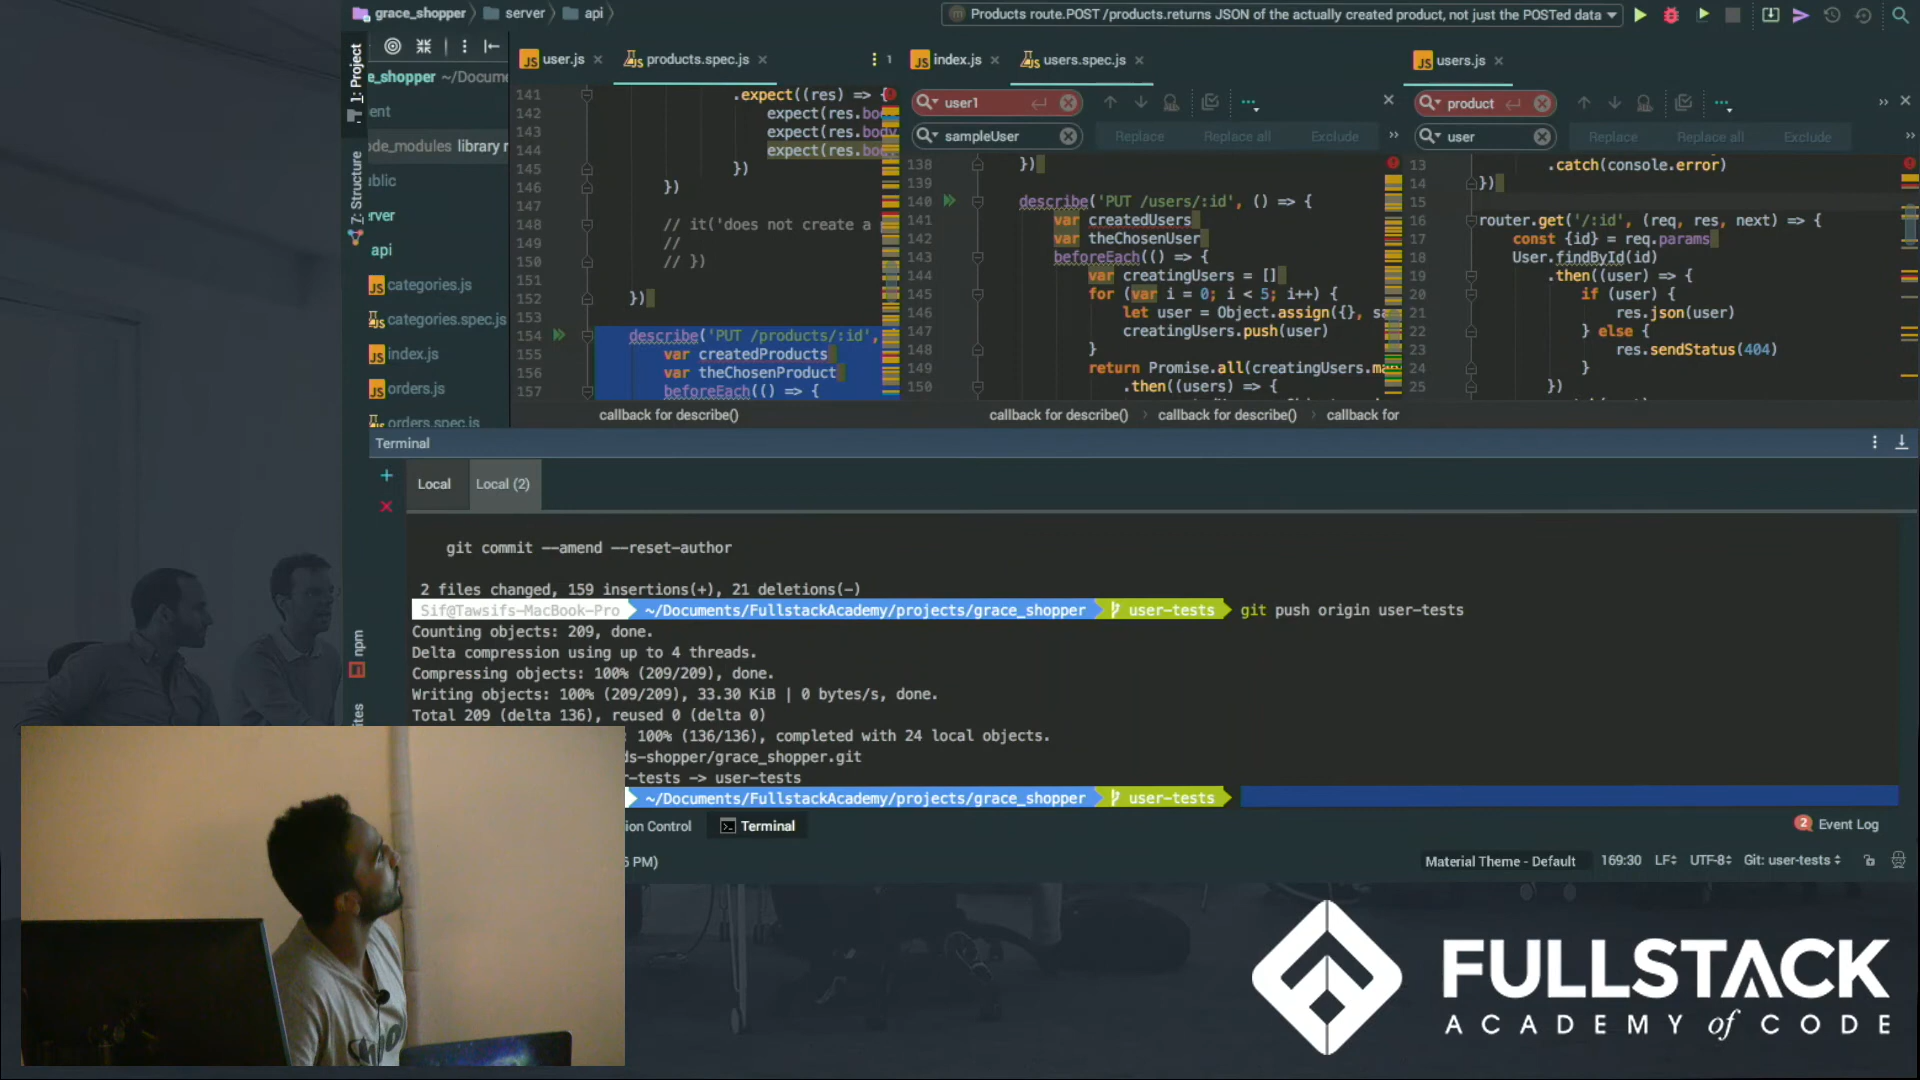 grace_shopper server api
Products route.POST /products.returns JSON of the actually created product, not just the POSTed data
1: Project
7: Structure
npm
user.js
products.spec.js
1
index.js
users.spec.js
users.js
e_shopper ~/Docume
ent
ode_modules library r
ublic
erver
api
categories.js
categories.spec.js
index.js
orders.js
orders.spec.js
141 .expect((res) => {
142 expect(res.bo
143 expect(res.body
144 expect(res.bo
145 })
146 })
147
148 // it('does not create a
149 //
150 // })
151
152 })
153
154 describe('PUT /products/:id',
155 var createdProducts
156 var theChosenProduct
157 beforeEach(() => {
callback for describe()
user1
sampleUser
Replace Replace all Exclude
138 })
139
140 describe('PUT /users/:id', () => {
141 var createdUsers
142 var theChosenUser
143 beforeEach(() => {
144 var creatingUsers = []
145 for (var i = 0; i < 5; i++) {
146 let user = Object.assign({}, sa
147 creatingUsers.push(user)
148 }
149 return Promise.all(creatingUsers.ma
150 .then((users) => {
callback for describe() callback for describe() callback for
product
user
Replace Replace all Exclude
13 .catch(console.error)
14 })
15
16 router.get('/:id', (req, res, next) => {
17 const {id} = req.params
18 User.findById(id)
19 .then((user) => {
20 if (user) {
21 res.json(user)
22 } else {
23 res.sendStatus(404)
24 }
25 })
Terminal
Local Local (2)
git commit --amend --reset-author
2 files changed, 159 insertions(+), 21 deletions(-)
Sif@Tawsifs-MacBook-Pro ~/Documents/FullstackAcademy/projects/grace_shopper user-tests git push origin user-tests
Counting objects: 209, done.
Delta compression using up to 4 threads.
Compressing objects: 100% (209/209), done.
Writing objects: 100% (209/209), 33.30 KiB | 0 bytes/s, done.
Total 209 (delta 136), reused 0 (delta 0)
100% (136/136), completed with 24 local objects.
ds-shopper/grace_shopper.git
r-tests -> user-tests
~/Documents/FullstackAcademy/projects/grace_shopper user-tests
ion Control Terminal
2 Event Log
PM)
Material Theme - Default 169:30 LF UTF-8 Git: user-tests
FULLSTACK
ACADEMY of CODE